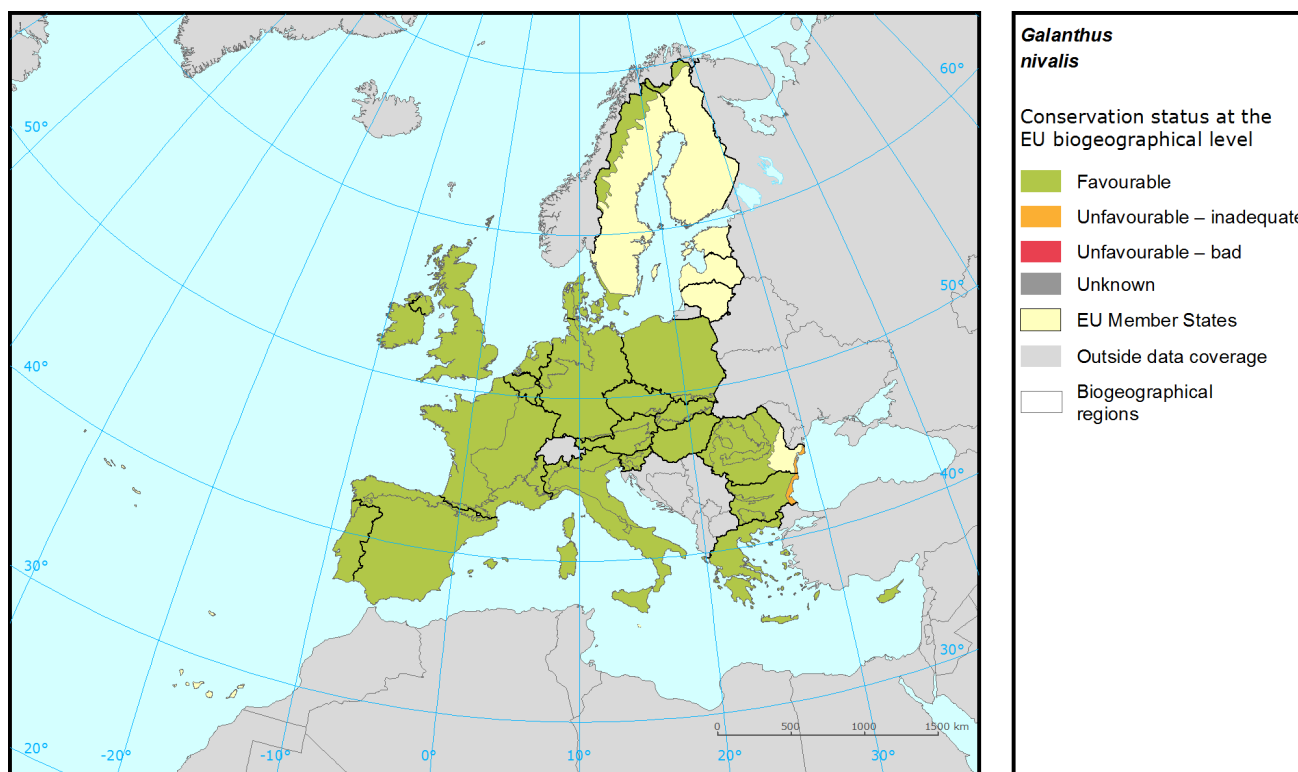 60°
50°
50°
40°
40°
30°
30°
20°
-20°
-10°
0°
10°
20°
30°
0
500
1000
1500 km
Galanthus
nivalis
Conservation status at the
EU biogeographical level
Favourable
Unfavourable – inadequate
Unfavourable – bad
Unknown
EU Member States
Outside data coverage
Biogeographical
regions